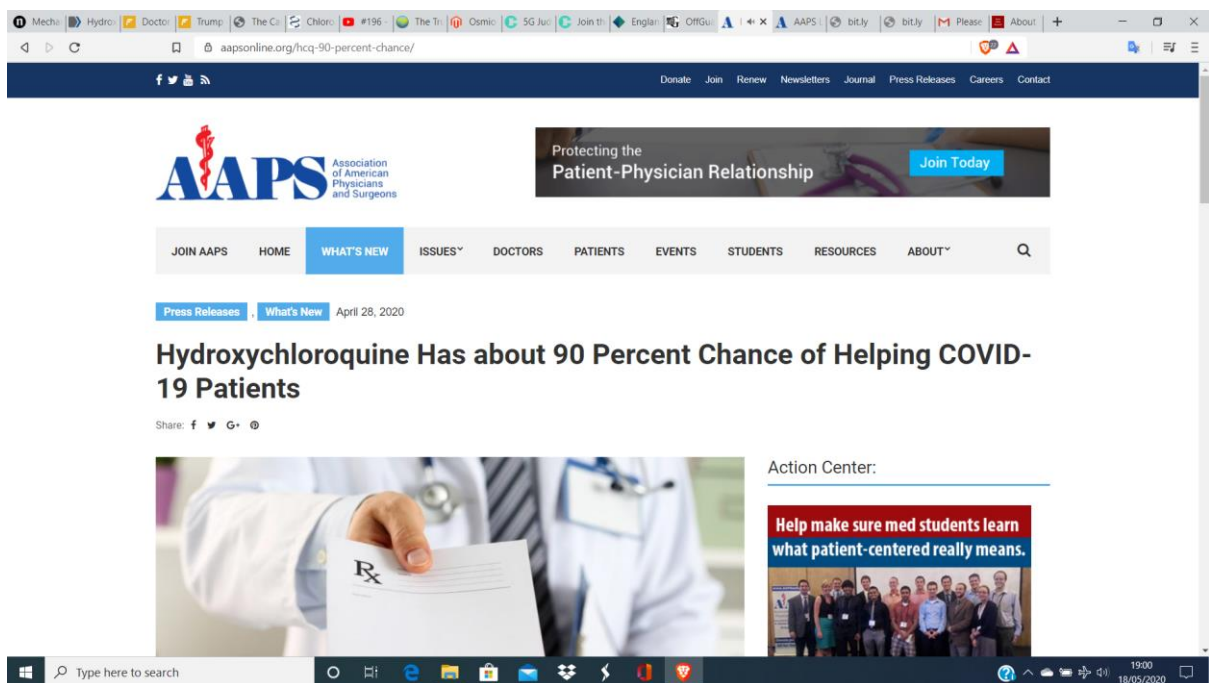 Mecha Hydro Doctor Trump The Ca Chloro #196 - The Tr Osmio 5G Jud Join th Englan OffGu A AAPS bit.ly bit.ly Please About
aapsonline.org/hcq-90-percent-chance/
Donate Join Renew Newsletters Journal Press Releases Careers Contact
AAPS
Association
of American
Physicians
and Surgeons
Protecting the
Patient-Physician Relationship
Join Today
JOIN AAPS HOME WHAT'S NEW ISSUES DOCTORS PATIENTS EVENTS STUDENTS RESOURCES ABOUT
Press Releases , What's New April 28, 2020
Hydroxychloroquine Has about 90 Percent Chance of Helping COVID-
19 Patients
Share: G+
Rx
Action Center:
Help make sure med students learn
what patient-centered really means.
Type here to search
19:00
18/05/2020